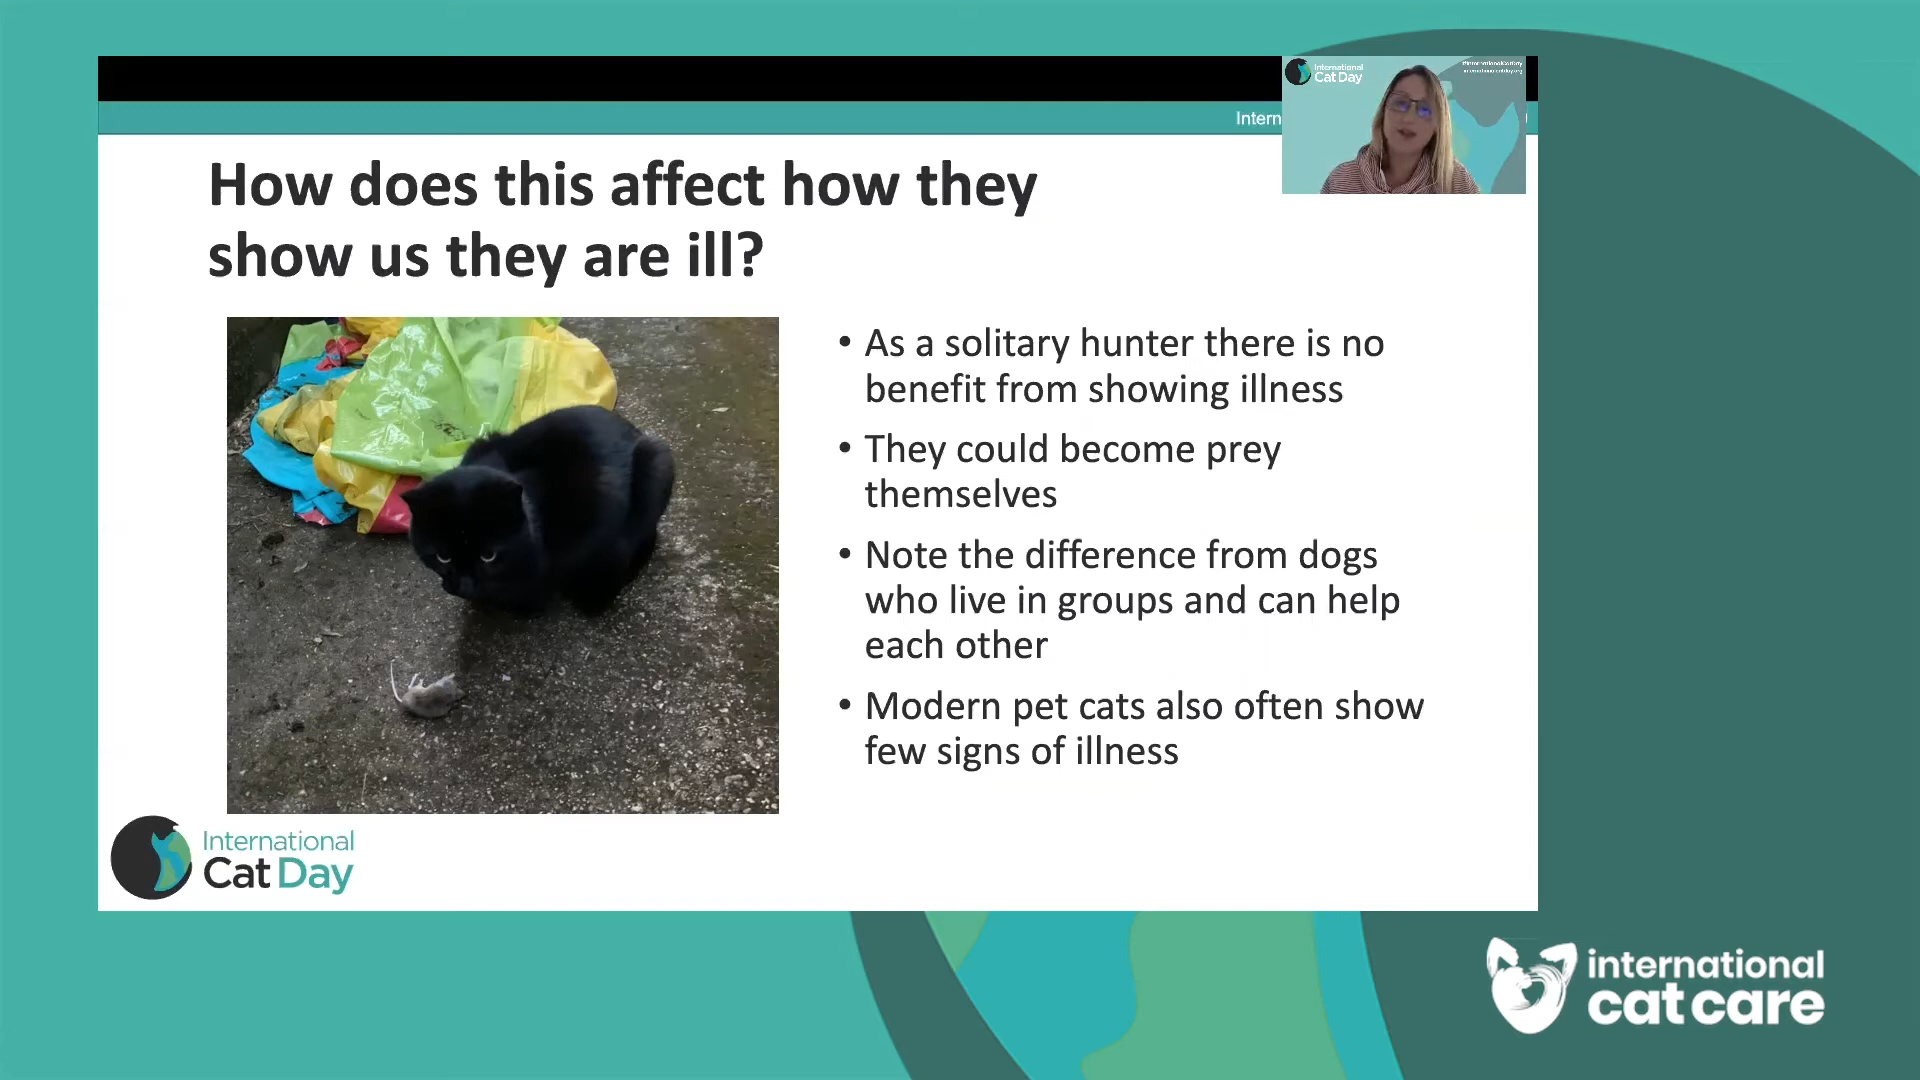 International
Cat Day
#InternationalCatDay
internationalcatday.org
Intern
How does this affect how they
show us they are ill?
• As a solitary hunter there is no
benefit from showing illness
• They could become prey
themselves
• Note the difference from dogs
who live in groups and can help
each other
• Modern pet cats also often show
few signs of illness
International
Cat Day
international
cat care